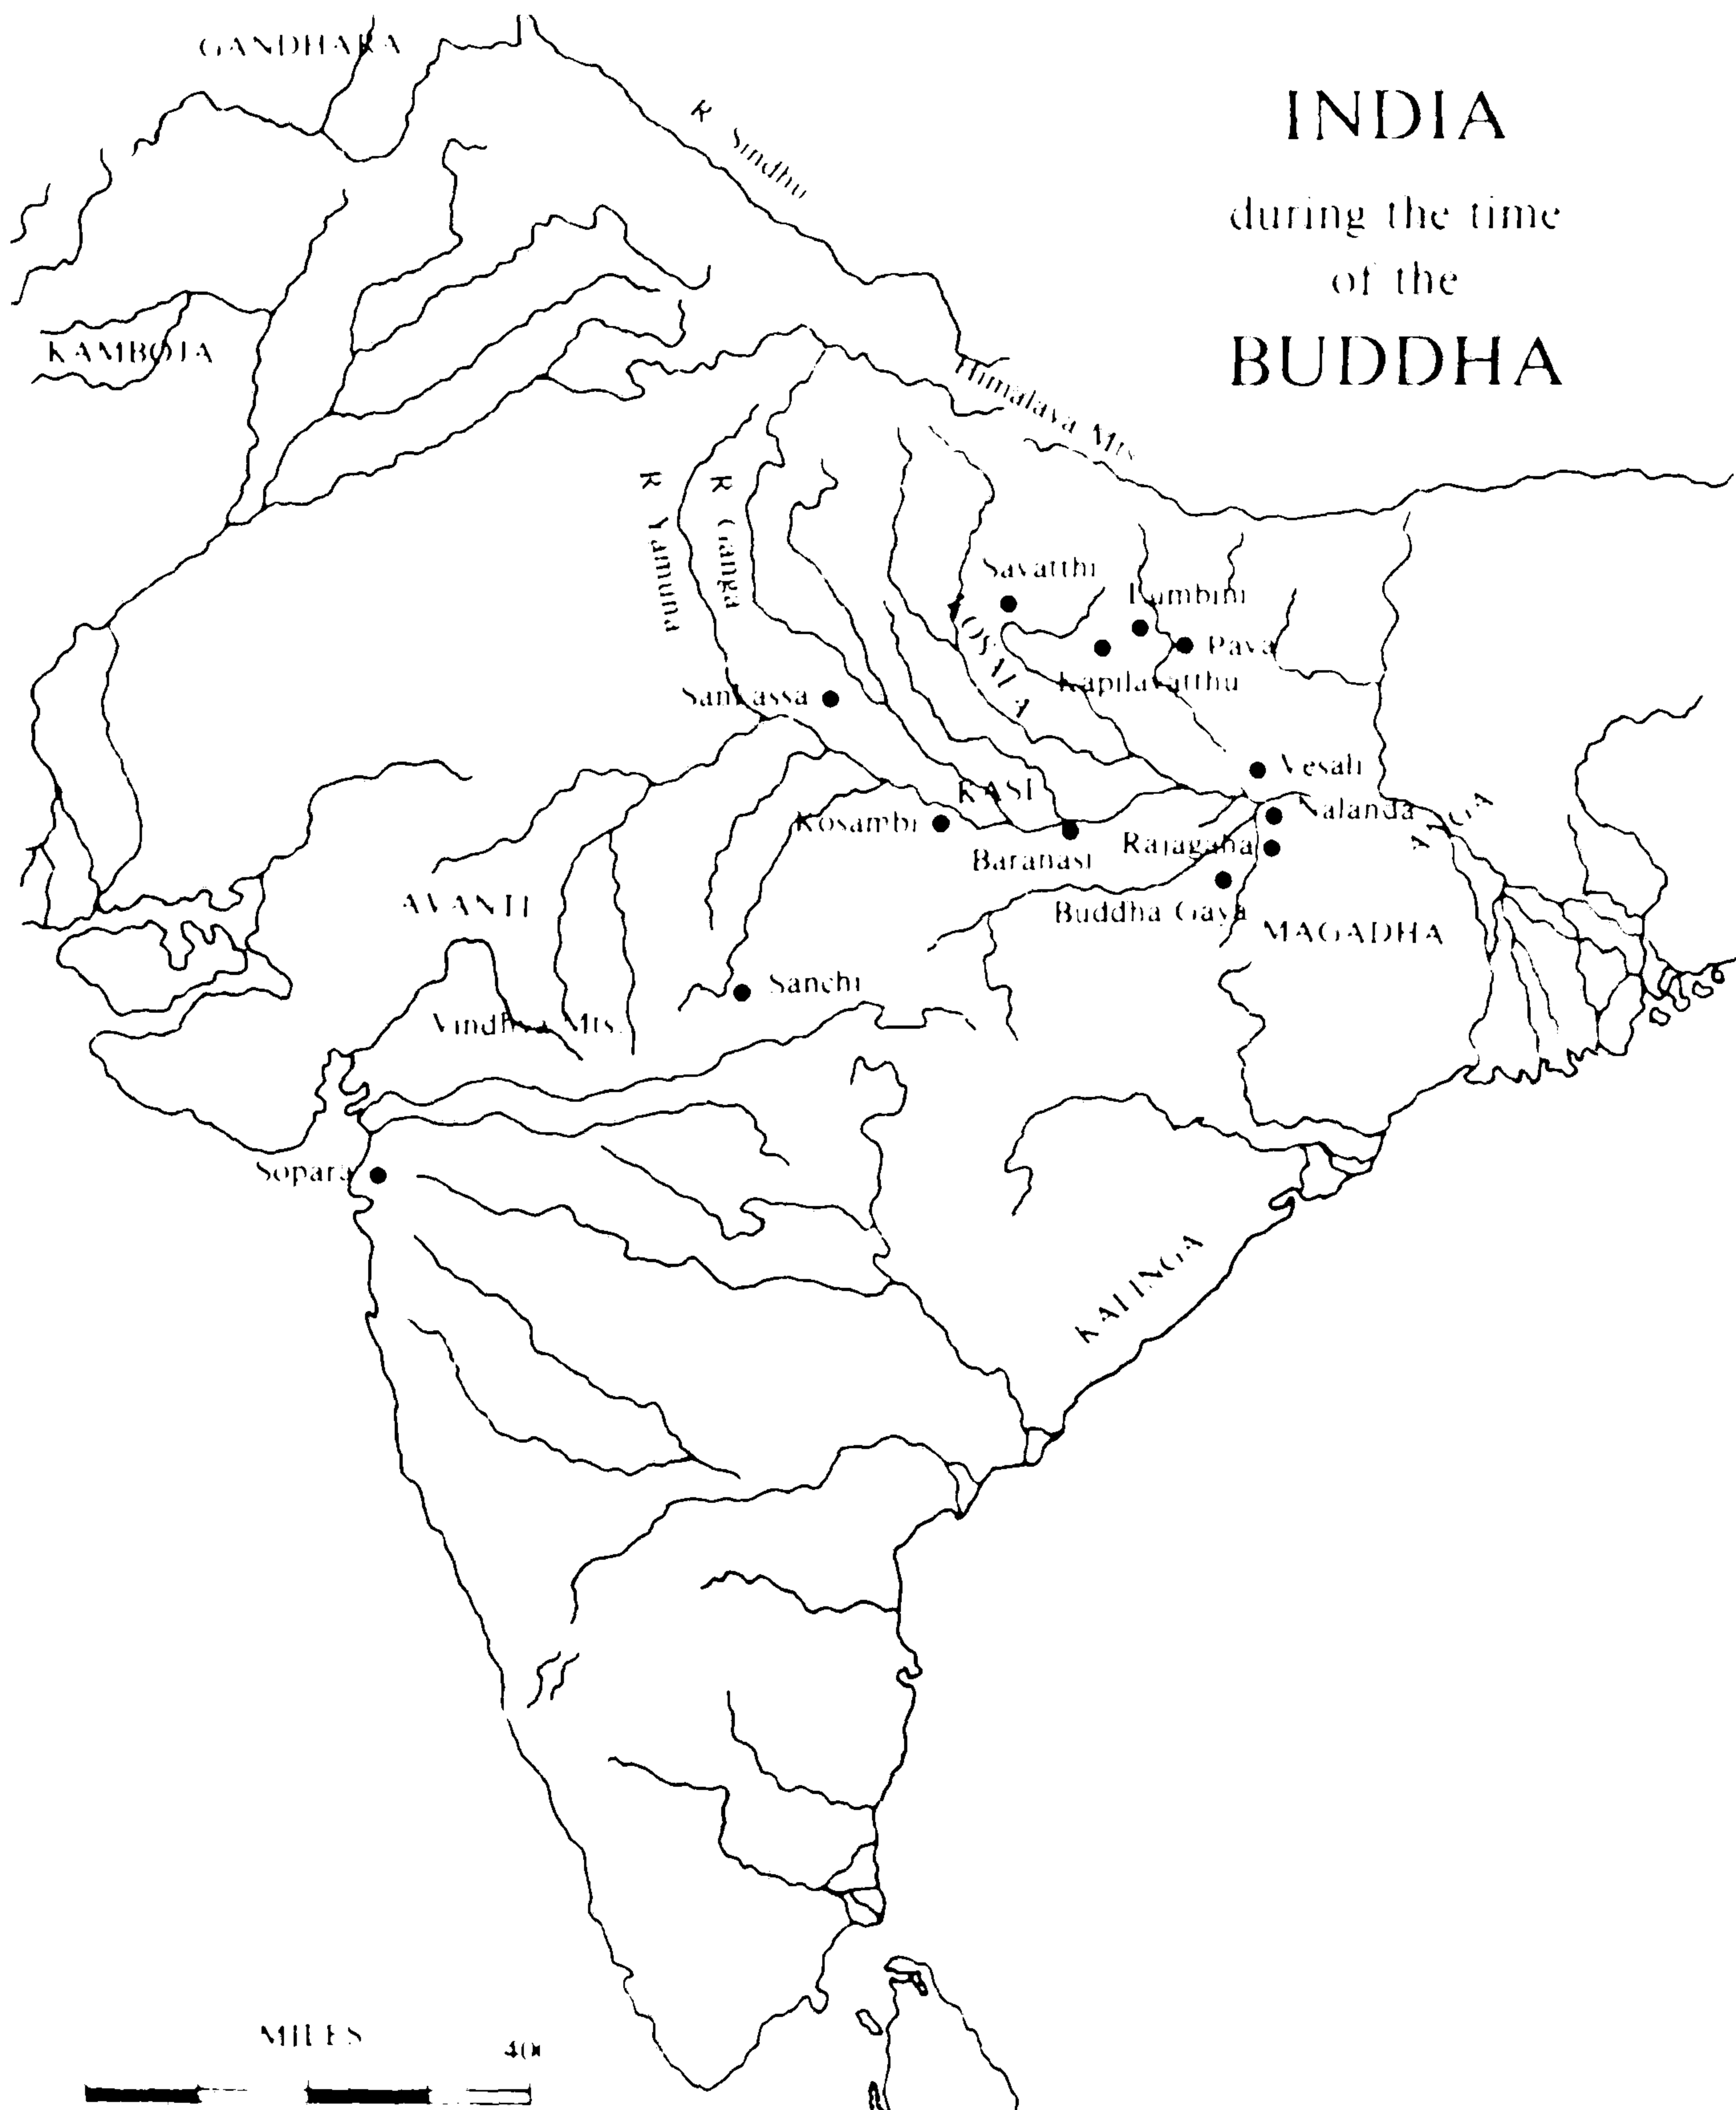 GANDHARA
R Sindhu
INDIA
during the time
of the
BUDDHA
KAMBOJA
Himalaya Mts.
R Yamuna
R Ganga
Savatthi
Lumbini
KOSALA
Pava
Kapilavatthu
Sankassa
Vesali
KASI
Nalanda
ANGA
Kosambi
Baranasi
Rajagaha
AVANTI
Buddha Gaya
MAGADHA
Sanchi
Vindhya Mts.
Sopara
KALINGA
MILES